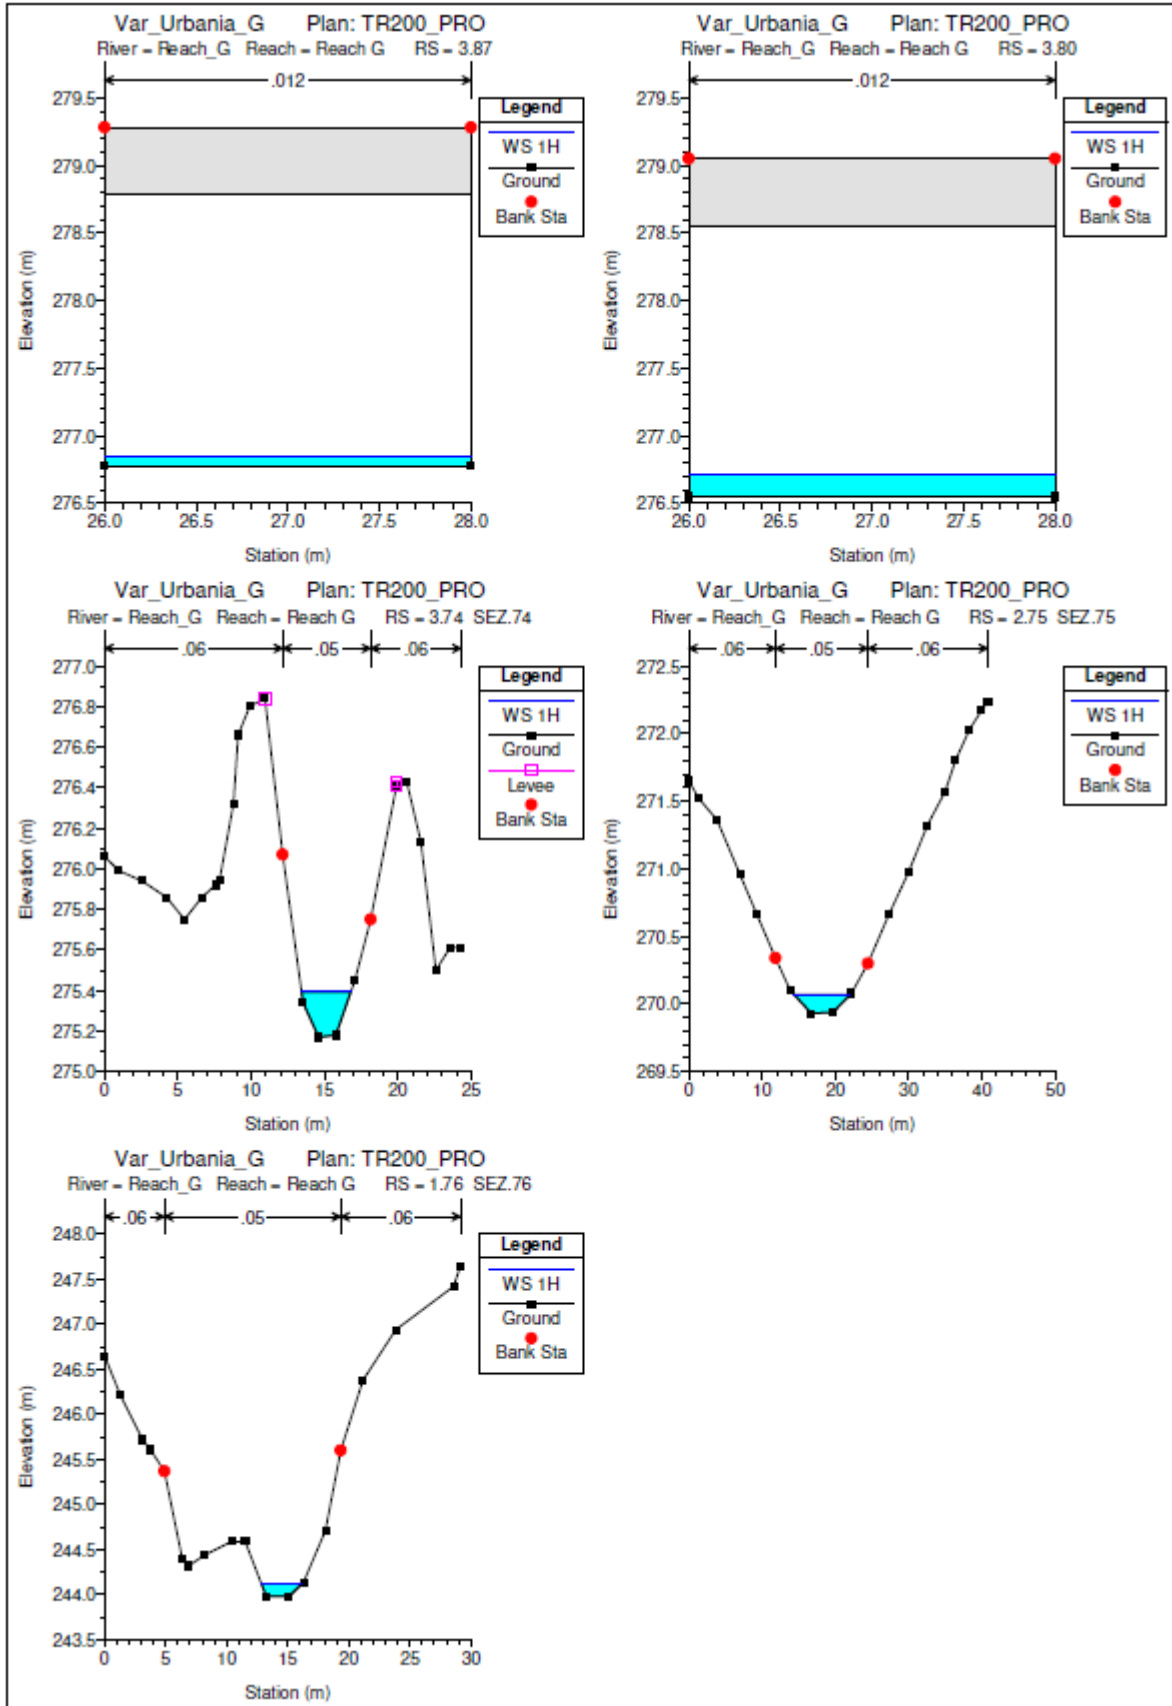 Var_Urbania_G Plan: TR200_PRO
River = Reach_G Reach = Reach G RS = 3.87
.012
Legend
WS 1H
Ground
Bank Sta
Elevation (m)
279.5
279.0
278.5
278.0
277.5
277.0
276.5
26.0 26.5 27.0 27.5 28.0
Station (m)
Var_Urbania_G Plan: TR200_PRO
River = Reach_G Reach = Reach G RS = 3.80
.012
Legend
WS 1H
Ground
Bank Sta
Elevation (m)
279.5
279.0
278.5
278.0
277.5
277.0
276.5
26.0 26.5 27.0 27.5 28.0
Station (m)
Var_Urbania_G Plan: TR200_PRO
River = Reach_G Reach = Reach G RS = 3.74 SEZ.74
.06 .05 .06
Legend
WS 1H
Ground
Levee
Bank Sta
Elevation (m)
277.0
276.8
276.6
276.4
276.2
276.0
275.8
275.6
275.4
275.2
275.0
0 5 10 15 20 25
Station (m)
Var_Urbania_G Plan: TR200_PRO
River = Reach_G Reach = Reach G RS = 2.75 SEZ.75
.06 .05 .06
Legend
WS 1H
Ground
Bank Sta
Elevation (m)
272.5
272.0
271.5
271.0
270.5
270.0
269.5
0 10 20 30 40 50
Station (m)
Var_Urbania_G Plan: TR200_PRO
River = Reach_G Reach = Reach G RS = 1.76 SEZ.76
.06 .05 .06
Legend
WS 1H
Ground
Bank Sta
Elevation (m)
248.0
247.5
247.0
246.5
246.0
245.5
245.0
244.5
244.0
243.5
0 5 10 15 20 25 30
Station (m)